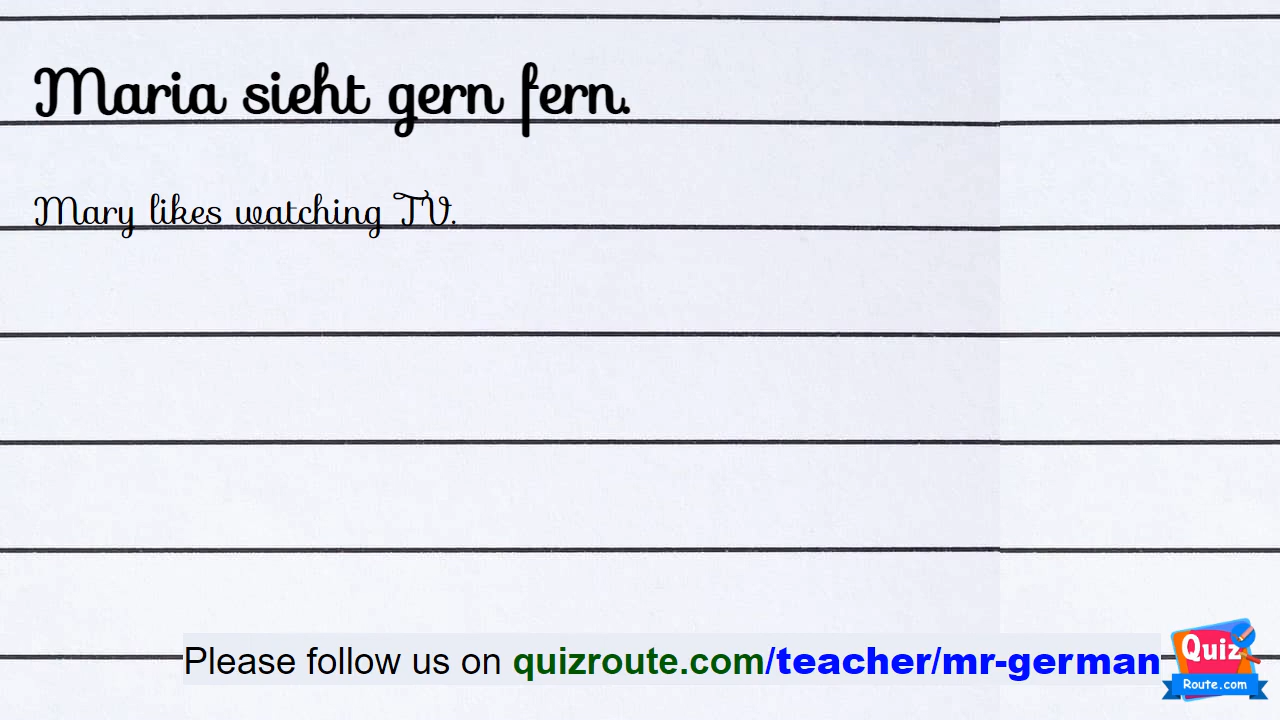 Maria sieht gern fern.
Mary likes watching TV.
Please follow us on quizroute.com/teacher/mr-german
Quiz
Route.com